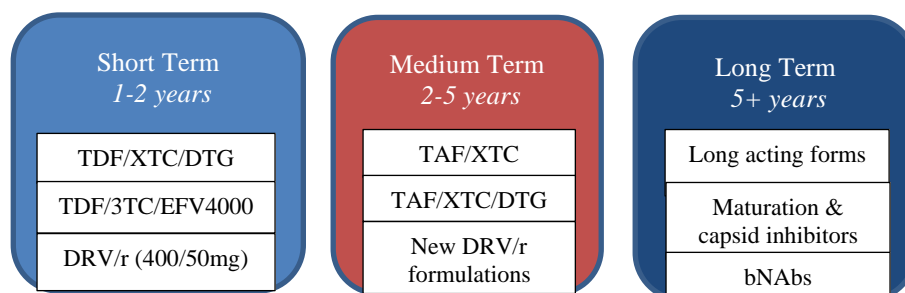 Short Term
1-2 years
TDF/XTC/DTG
TDF/3TC/EFV4000
DRV/r (400/50mg)
Medium Term
2-5 years
TAF/XTC
TAF/XTC/DTG
New DRV/r
formulations
Long Term
5+ years
Long acting forms
Maturation &
capsid inhibitors
bNAbs